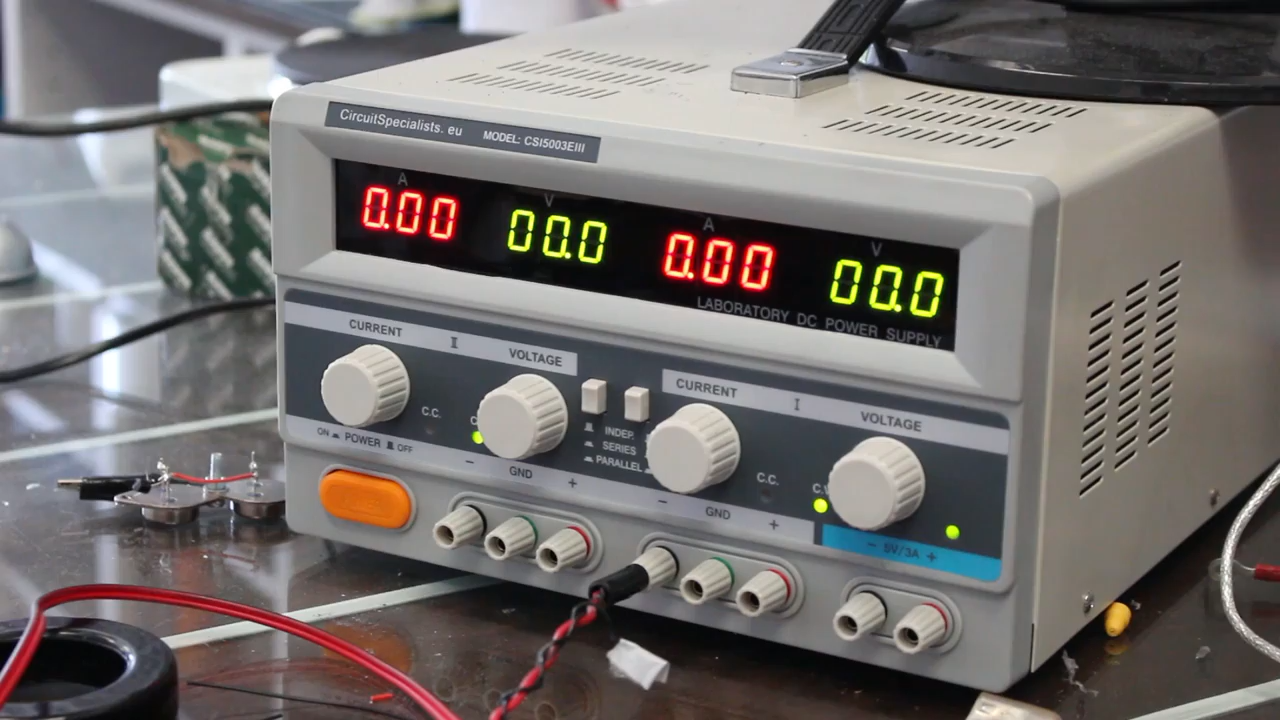 CircuitSpecialists. eu MODEL: CSI5003EIII
A V A V
0.00 00.0 0.00 00.0
LABORATORY DC POWER SUPPLY
CURRENT I VOLTAGE
CURRENT I VOLTAGE
C.C.
C.C. C.V
ON POWER OFF
INDEP.
SERIES
PARALLEL
− GND +
− GND +
− 5V/3A +